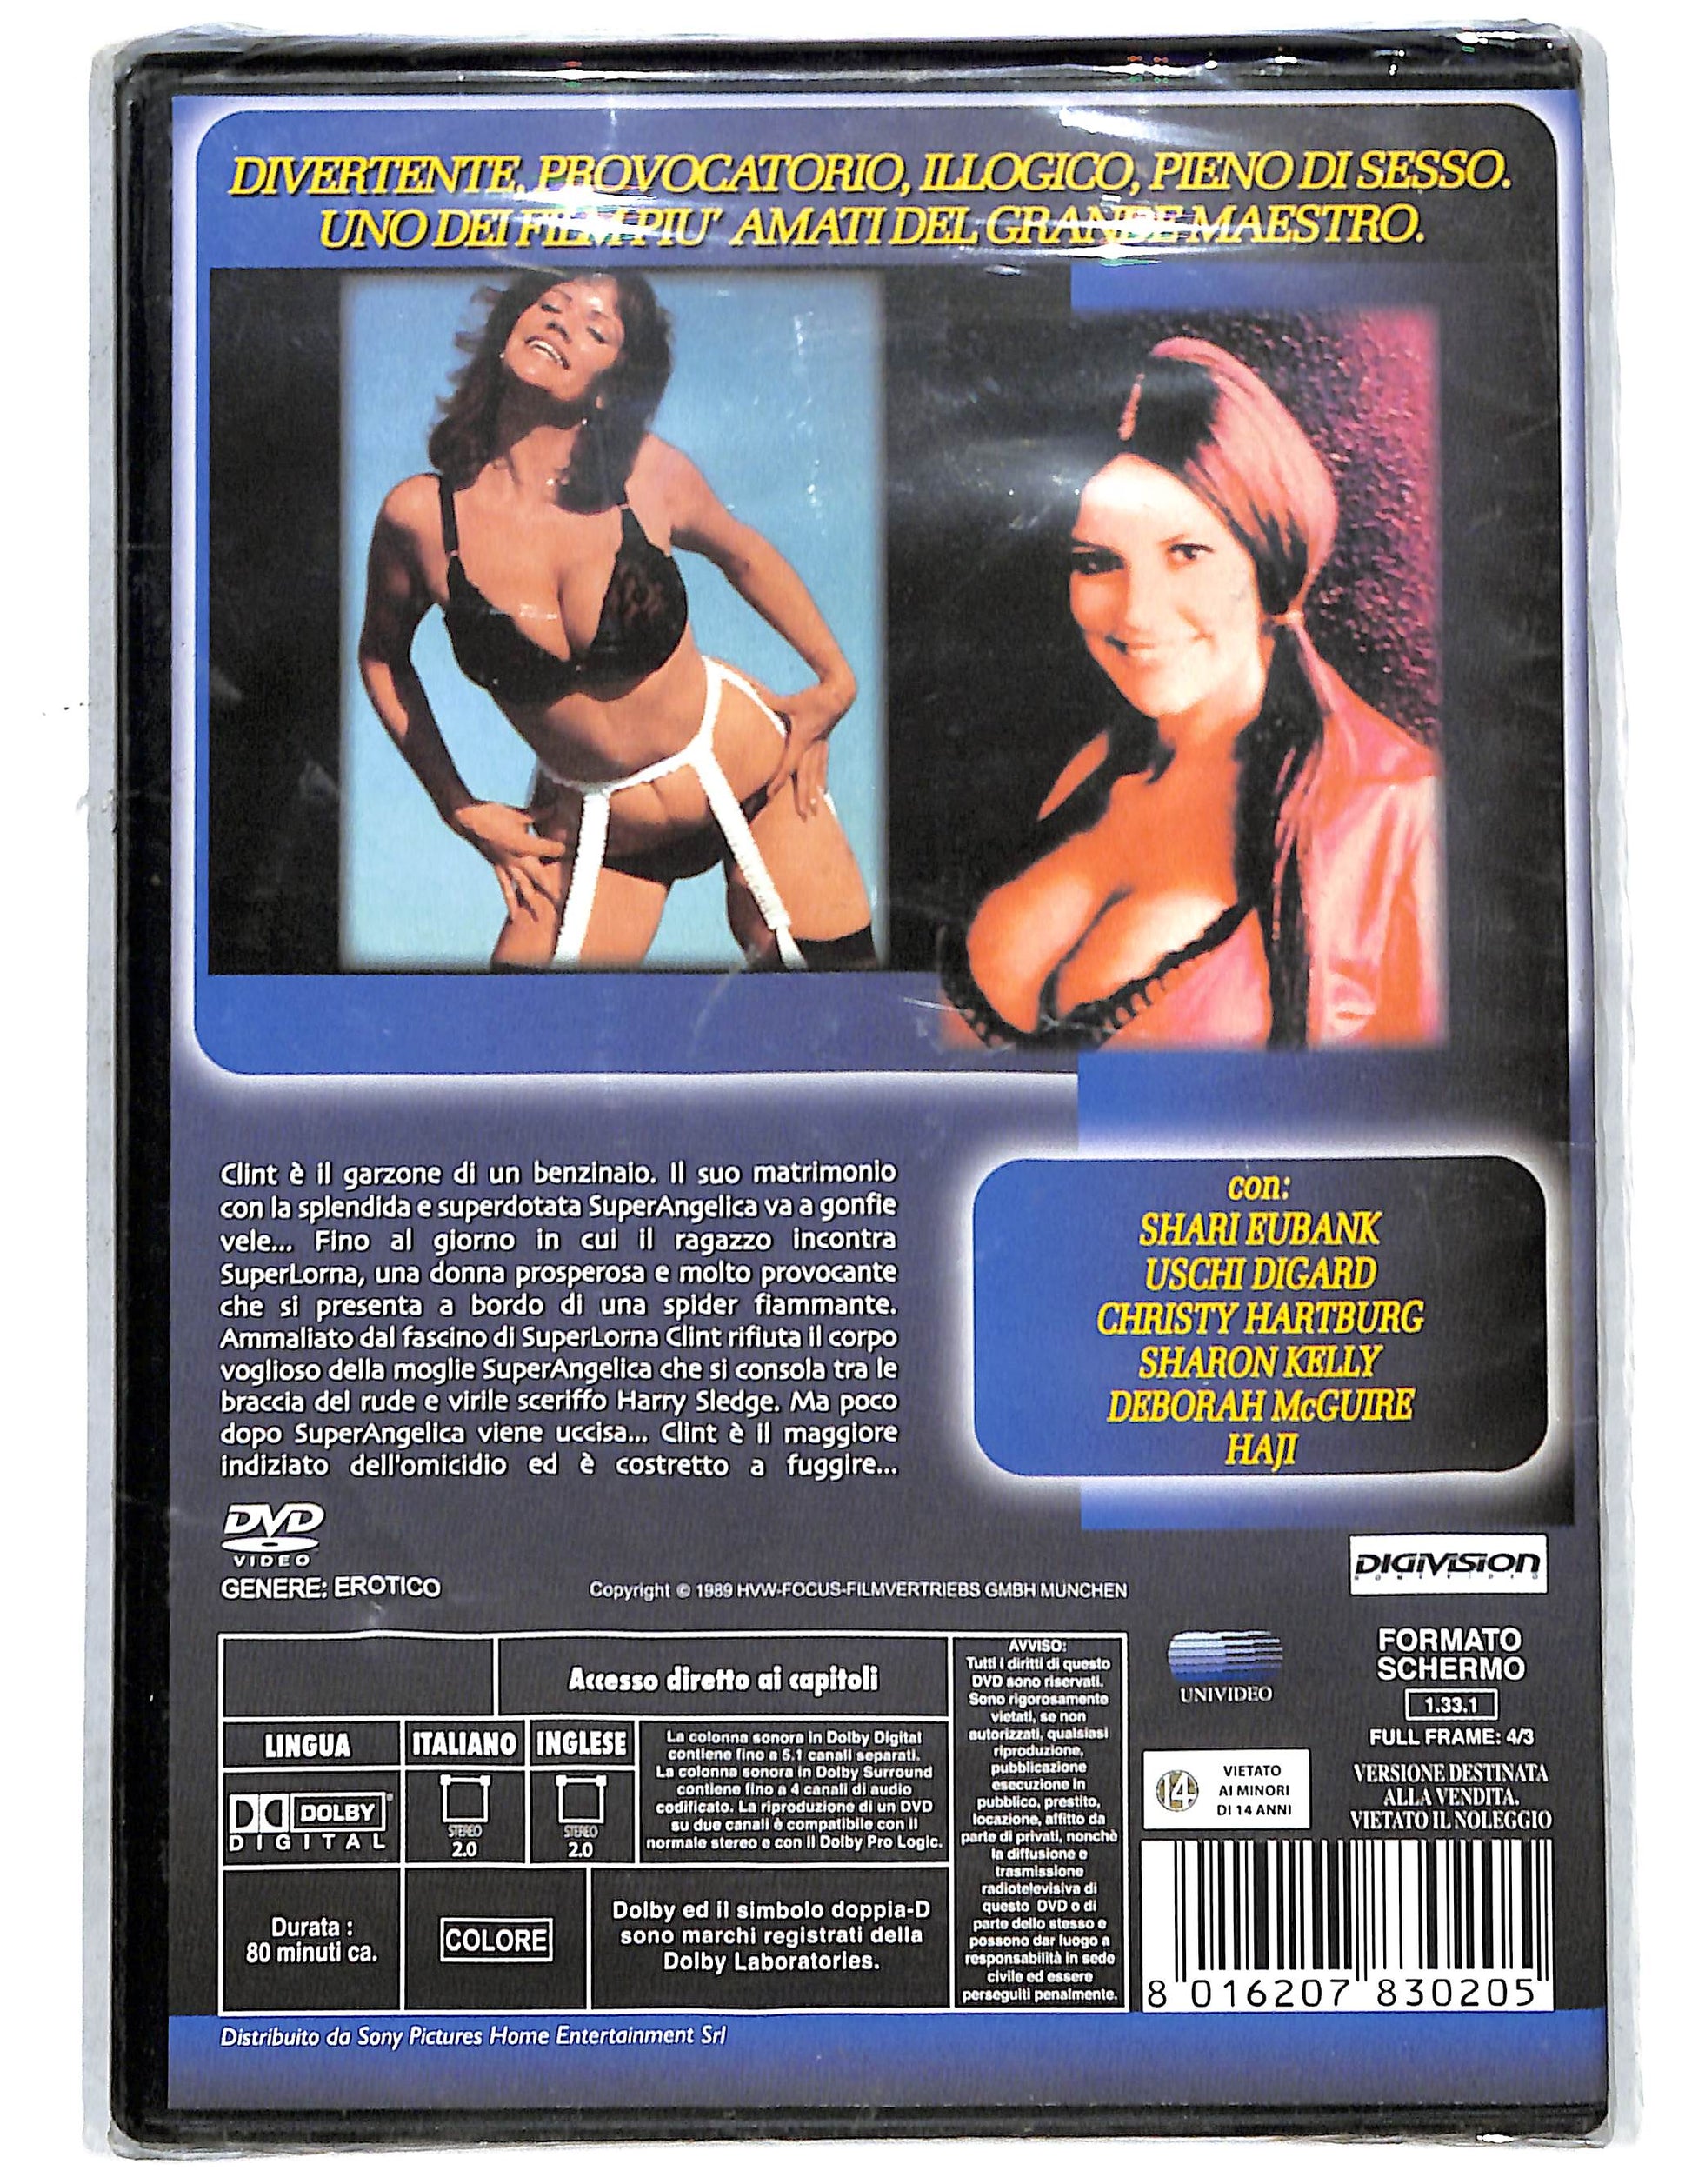 DIVERTENTE, PROVOCATORIO, ILLOGICO, PIENO DI SESSO.
UNO DEI FILM PIU' AMATI DEL GRANDE MAESTRO.
Clint è il garzone di un benzinaio. Il suo matrimonio
con la splendida e superdotata SuperAngelica va a gonfie
vele... Fino al giorno in cui il ragazzo incontra
SuperLorna, una donna prosperosa e molto provocante
che si presenta a bordo di una spider fiammante.
Ammaliato dal fascino di SuperLorna Clint rifiuta il corpo
voglioso della moglie SuperAngelica che si consola tra le
braccia del rude e virile sceriffo Harry Sledge. Ma poco
dopo SuperAngelica viene uccisa... Clint è il maggiore
indiziato dell'omicidio ed è costretto a fuggire...
con:
SHARI EUBANK
USCHI DIGARD
CHRISTY HARTBURG
SHARON KELLY
DEBORAH McGUIRE
HAJI
DVD
VIDEO
GENERE: EROTICO
Copyright © 1989 HVW-FOCUS-FILMVERTRIEBS GMBH MUNCHEN
DIGIVISION
HOME VIDEO
Accesso diretto ai capitoli
LINGUA
ITALIANO
INGLESE
DOLBY
DIGITAL
STEREO
2.0
STEREO
2.0
La colonna sonora in Dolby Digital
contiene fino a 5.1 canali separati.
La colonna sonora in Dolby Surround
contiene fino a 4 canali di audio
codificato. La riproduzione di un DVD
su due canali è compatibile con il
normale stereo e con il Dolby Pro Logic.
Durata :
80 minuti ca.
COLORE
Dolby ed il simbolo doppia-D
sono marchi registrati della
Dolby Laboratories.
AVVISO:
Tutti i diritti di questo
DVD sono riservati.
Sono rigorosamente
vietati, se non
autorizzati, qualsiasi
riproduzione,
pubblicazione
esecuzione in
pubblico, prestito,
locazione, affitto da
parte di privati, nonchè
la diffusione e
trasmissione
radiotelevisiva di
questo DVD o di
parte dello stesso e
possono dar luogo a
responsabilità in sede
civile ed essere
perseguiti penalmente.
UNIVIDEO
FORMATO
SCHERMO
1.33.1
FULL FRAME: 4/3
14
VIETATO
AI MINORI
DI 14 ANNI
VERSIONE DESTINATA
ALLA VENDITA.
VIETATO IL NOLEGGIO
8 016207 830205
Distribuito da Sony Pictures Home Entertainment Srl